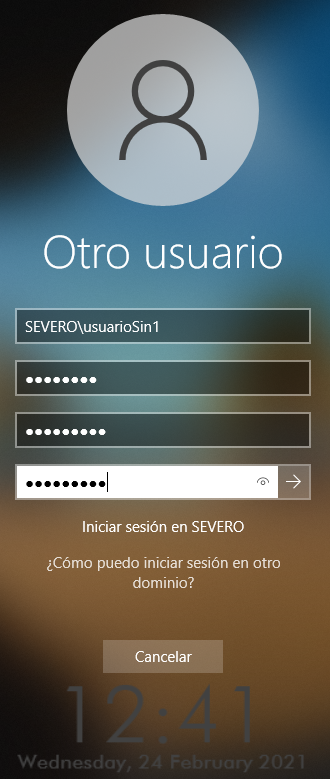 Otro usuario
SEVERO\usuarioSin1
●●●●●●●●
●●●●●●●●●
●●●●●●●●●
Iniciar sesión en SEVERO
¿Cómo puedo iniciar sesión en otro
dominio?
Cancelar
12:41
Wednesday, 24 February 2021